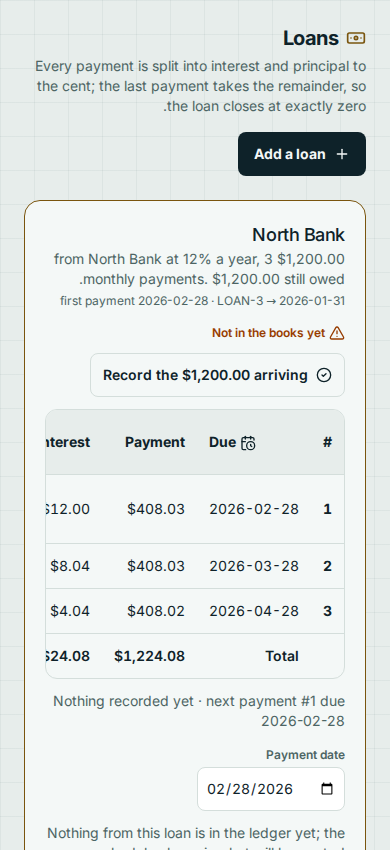 Loans
Every payment is split into interest and principal to
the cent; the last payment takes the remainder, so
.the loan closes at exactly zero
Add a loan
North Bank
from North Bank at 12% a year, 3 $1,200.00
.monthly payments. $1,200.00 still owed
first payment 2026-02-28 · LOAN-3 → 2026-01-31
Not in the books yet
Record the $1,200.00 arriving
# Due Payment nterest
1 2026-02-28 $408.03 $12.00
2 2026-03-28 $408.03 $8.04
3 2026-04-28 $408.02 $4.04
Total $1,224.08 $24.08
Nothing recorded yet · next payment #1 due
2026-02-28
Payment date
02/28/2026
Nothing from this loan is in the ledger yet; the